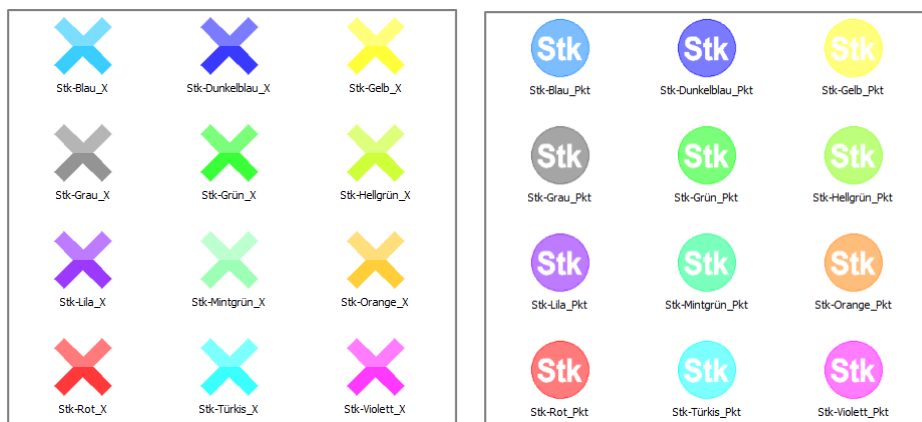 Stk-Blau_X
Stk-Dunkelblau_X
Stk-Gelb_X
Stk-Grau_X
Stk-Grün_X
Stk-Hellgrün_X
Stk-Lila_X
Stk-Mintgrün_X
Stk-Orange_X
Stk-Rot_X
Stk-Türkis_X
Stk-Violett_X
Stk
Stk
Stk
Stk-Blau_Pkt
Stk-Dunkelblau_Pkt
Stk-Gelb_Pkt
Stk
Stk
Stk
Stk-Grau_Pkt
Stk-Grün_Pkt
Stk-Hellgrün_Pkt
Stk
Stk
Stk
Stk-Lila_Pkt
Stk-Mintgrün_Pkt
Stk-Orange_Pkt
Stk
Stk
Stk
Stk-Rot_Pkt
Stk-Türkis_Pkt
Stk-Violett_Pkt